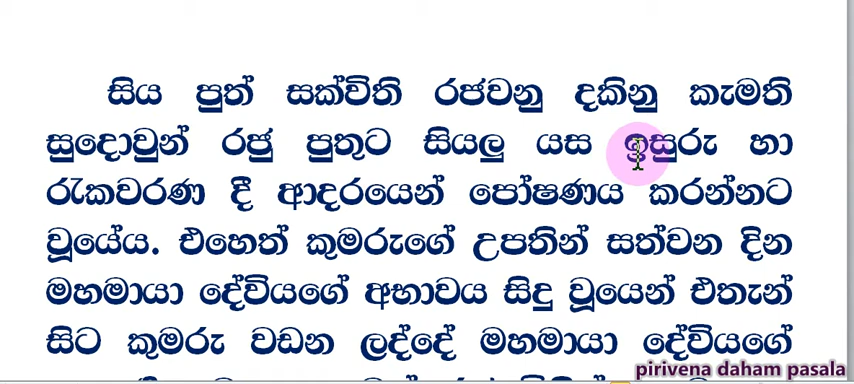 සිය පුත් සක්විති රජවනු දකිනු කැමති
සුදොවුන් රජු පුතුට සියලු යස ඉසුරු හා
රැකවරණ දී ආදරයෙන් පෝෂණය කරන්නට
වූයේය. එහෙත් කුමරුගේ උපතින් සත්වන දින
මහමායා දේවියගේ අභාවය සිදු වූයෙන් එතැන්
සිට කුමරු වඩන ලද්දේ මහමායා දේවියගේ
pirivena daham pasala